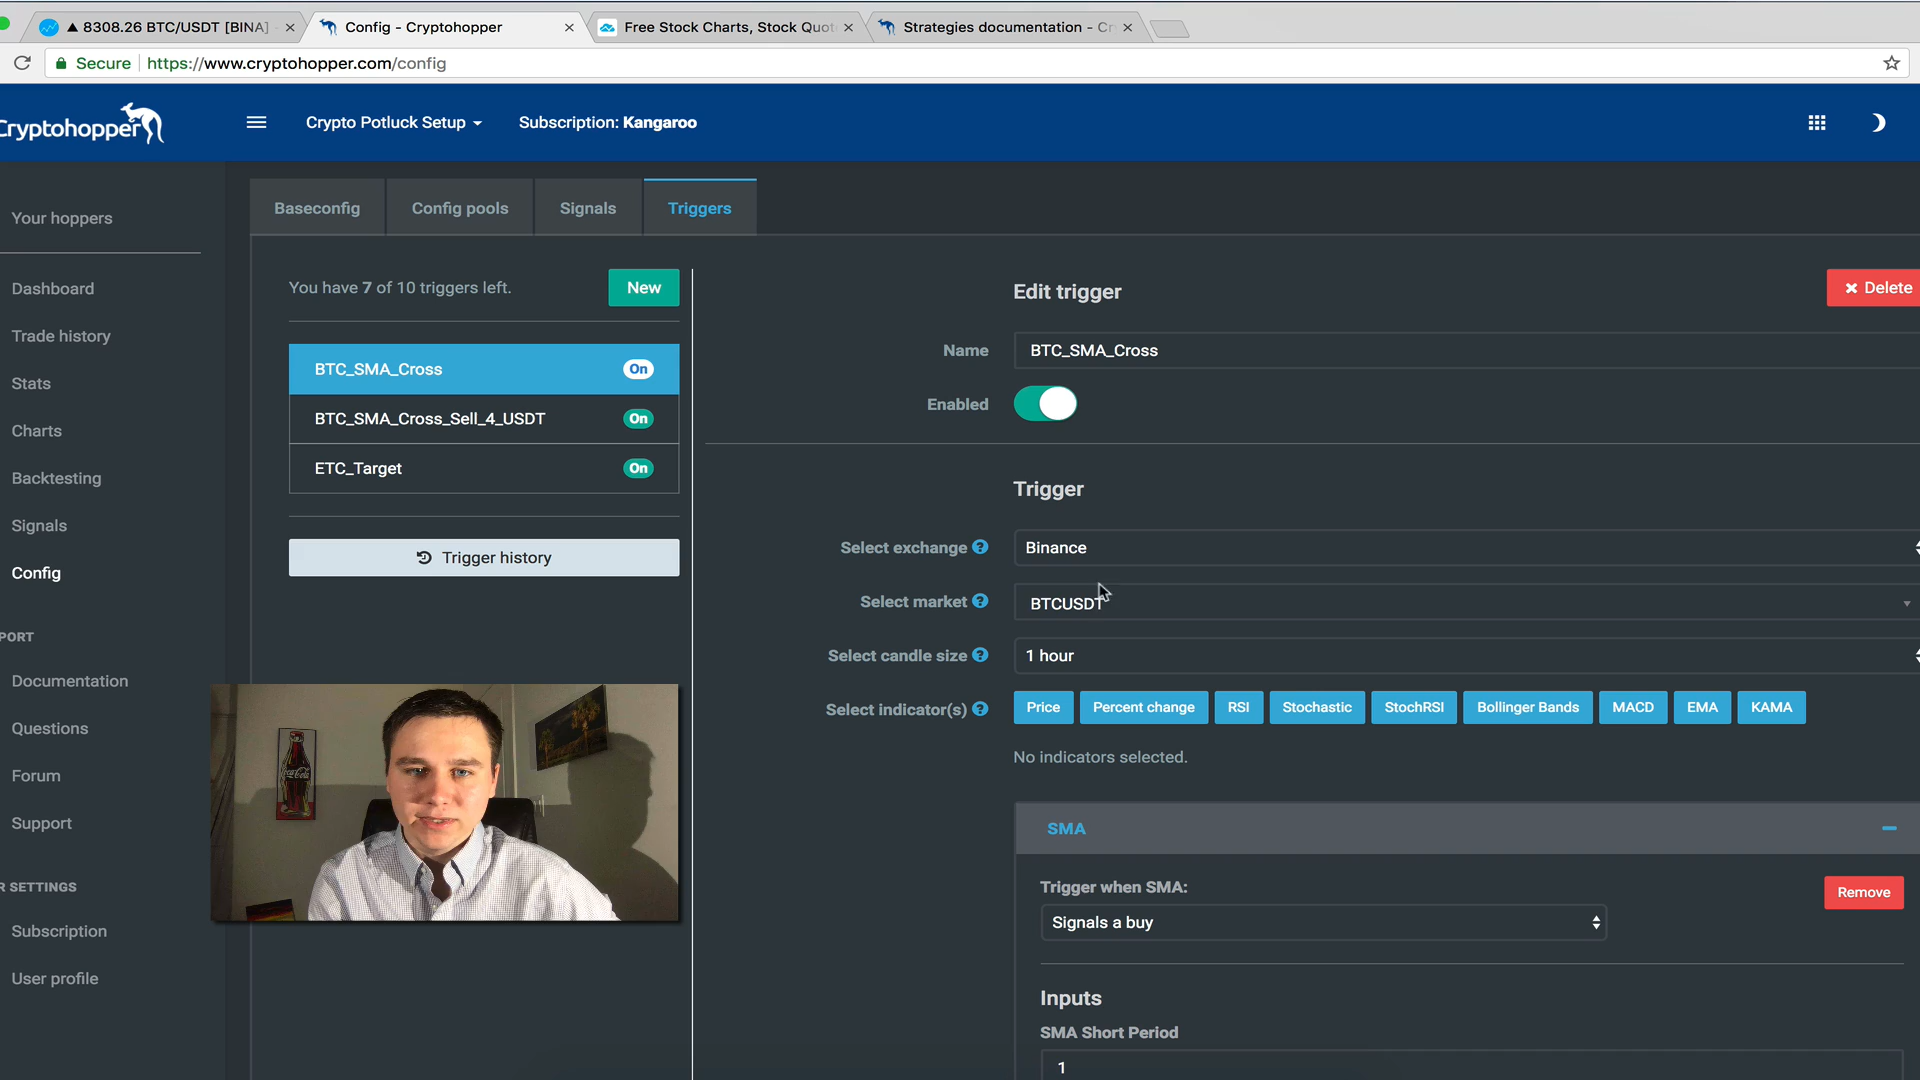 ▲ 8308.26 BTC/USDT [BINA]
Config - Cryptohopper
Free Stock Charts, Stock Quot
Strategies documentation - Cr
Secure
https://www.cryptohopper.com/config
Cryptohopper
Crypto Potluck Setup
Subscription: Kangaroo
Your hoppers
Dashboard
Trade history
Stats
Charts
Backtesting
Signals
Config
PORT
Documentation
Questions
Forum
Support
R SETTINGS
Subscription
User profile
Baseconfig
Config pools
Signals
Triggers
You have 7 of 10 triggers left.
New
BTC_SMA_Cross On
BTC_SMA_Cross_Sell_4_USDT On
ETC_Target On
Trigger history
Coca-Cola
Edit trigger
Delete
Name BTC_SMA_Cross
Enabled
Trigger
Select exchange ? Binance
Select market ? BTCUSDT
Select candle size ? 1 hour
Select indicator(s) ? Price Percent change RSI Stochastic StochRSI Bollinger Bands MACD EMA KAMA
No indicators selected.
SMA
Trigger when SMA:
Remove
Signals a buy
Inputs
SMA Short Period
1